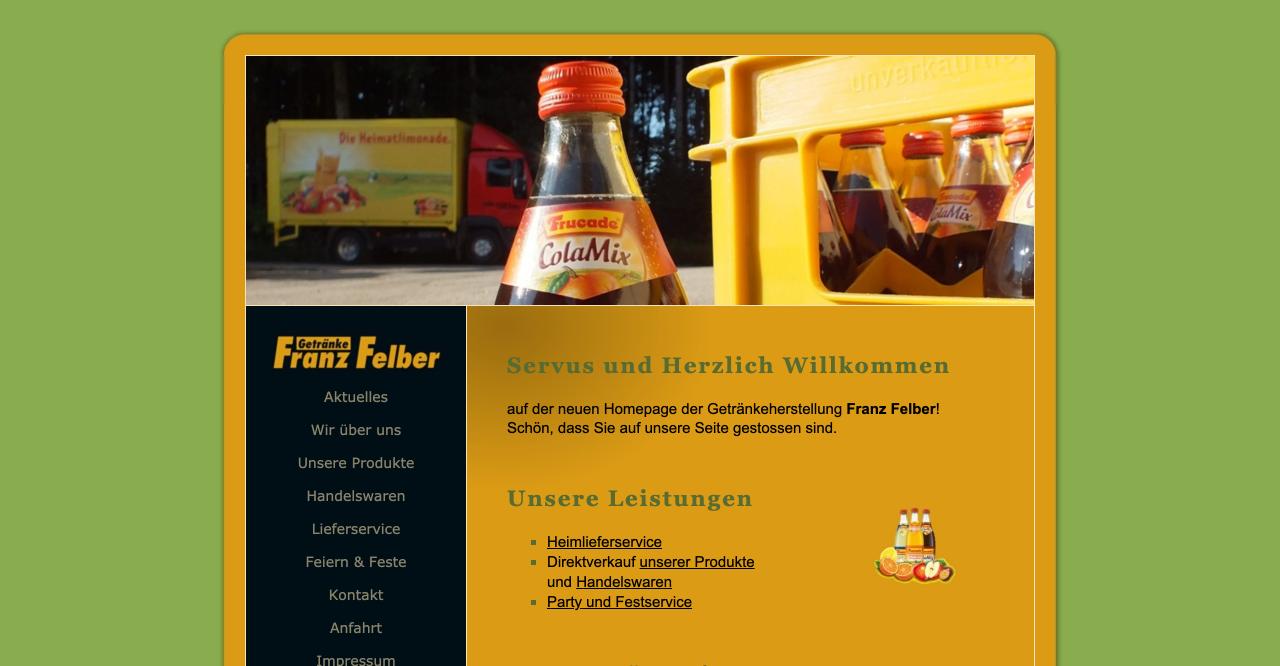 unverkäuflich
Die Heimatlimonade.
Frucade
ColaMix
Frucade
ColaMix
Getränke
Franz Felber
Aktuelles
Wir über uns
Unsere Produkte
Handelswaren
Lieferservice
Feiern & Feste
Kontakt
Anfahrt
Impressum
Servus und Herzlich Willkommen
auf der neuen Homepage der Getränkeherstellung Franz Felber!
Schön, dass Sie auf unsere Seite gestossen sind.
Unsere Leistungen
Heimlieferservice
Direktverkauf unserer Produkte
und Handelswaren
Party und Festservice